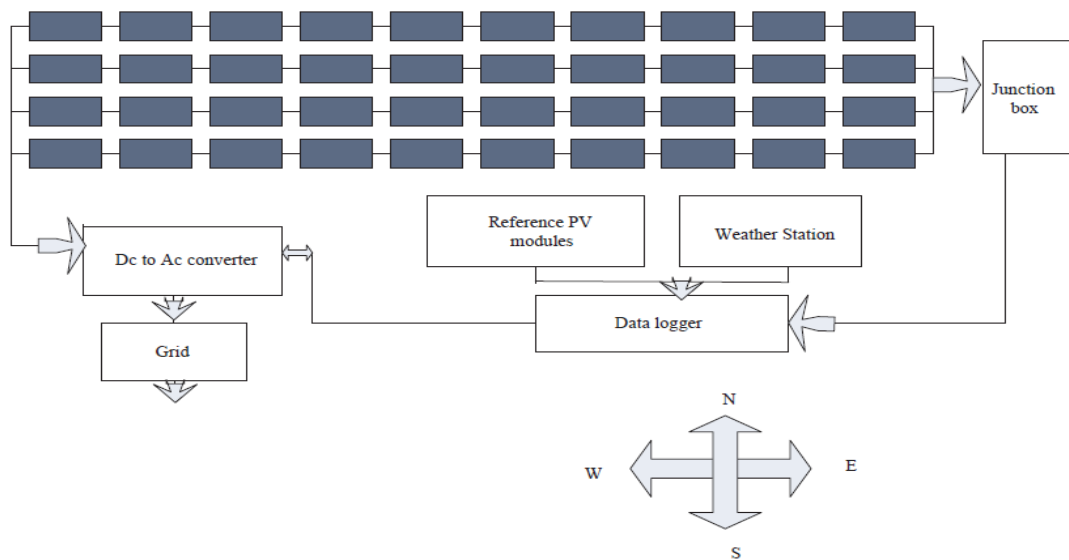 Junction
box
Reference PV
modules
Weather Station
Dc to Ac converter
Data logger
Grid
N
W
E
S